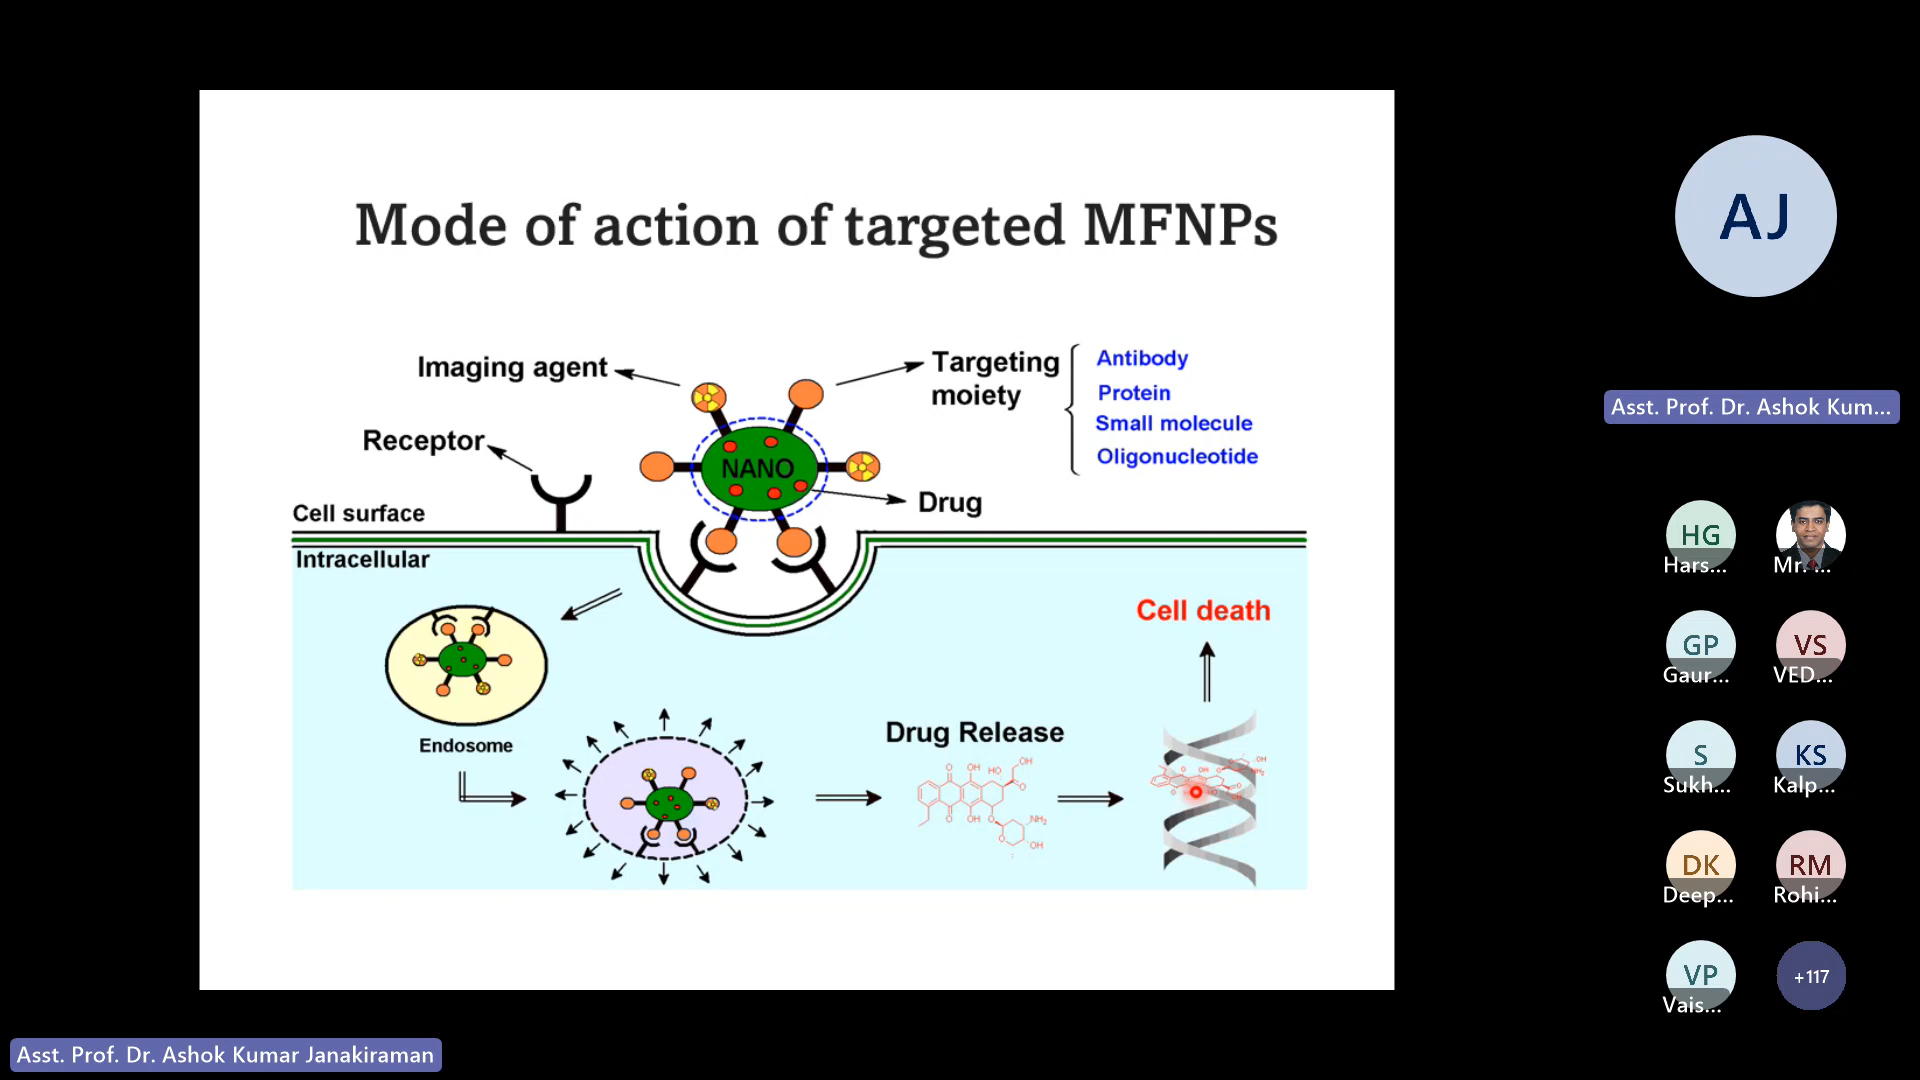 Mode of action of targeted MFNPs
Imaging agent
Targeting
moiety
Antibody
Protein
Small molecule
Oligonucleotide
Receptor
NANO
Drug
Cell surface
Intracellular
Cell death
Endosome
Drug Release
AJ
Asst. Prof. Dr. Ashok Kum...
HG
Hars...
Mr. ...
GP
Gaur...
VS
VED...
S
Sukh...
KS
Kalp...
DK
Deep...
RM
Rohi...
VP
Vais...
+117
Asst. Prof. Dr. Ashok Kumar Janakiraman